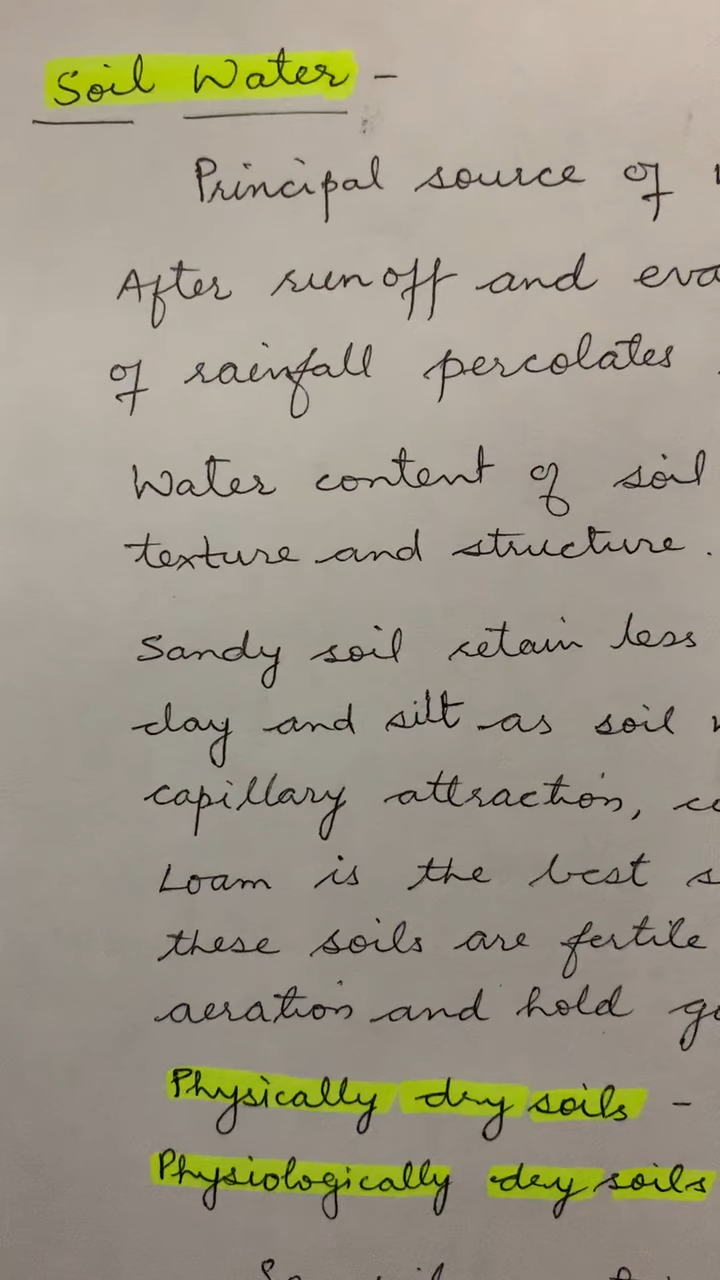 Soil Water -
Principal source of
After runoff and eva
of rainfall percolates
Water content of soil
texture and structure.
Sandy soil retain less
clay and silt as soil
capillary attraction, co
Loam is the best s
these soils are fertile
aeration and hold go
Physically dry soils -
Physiologically dry soils